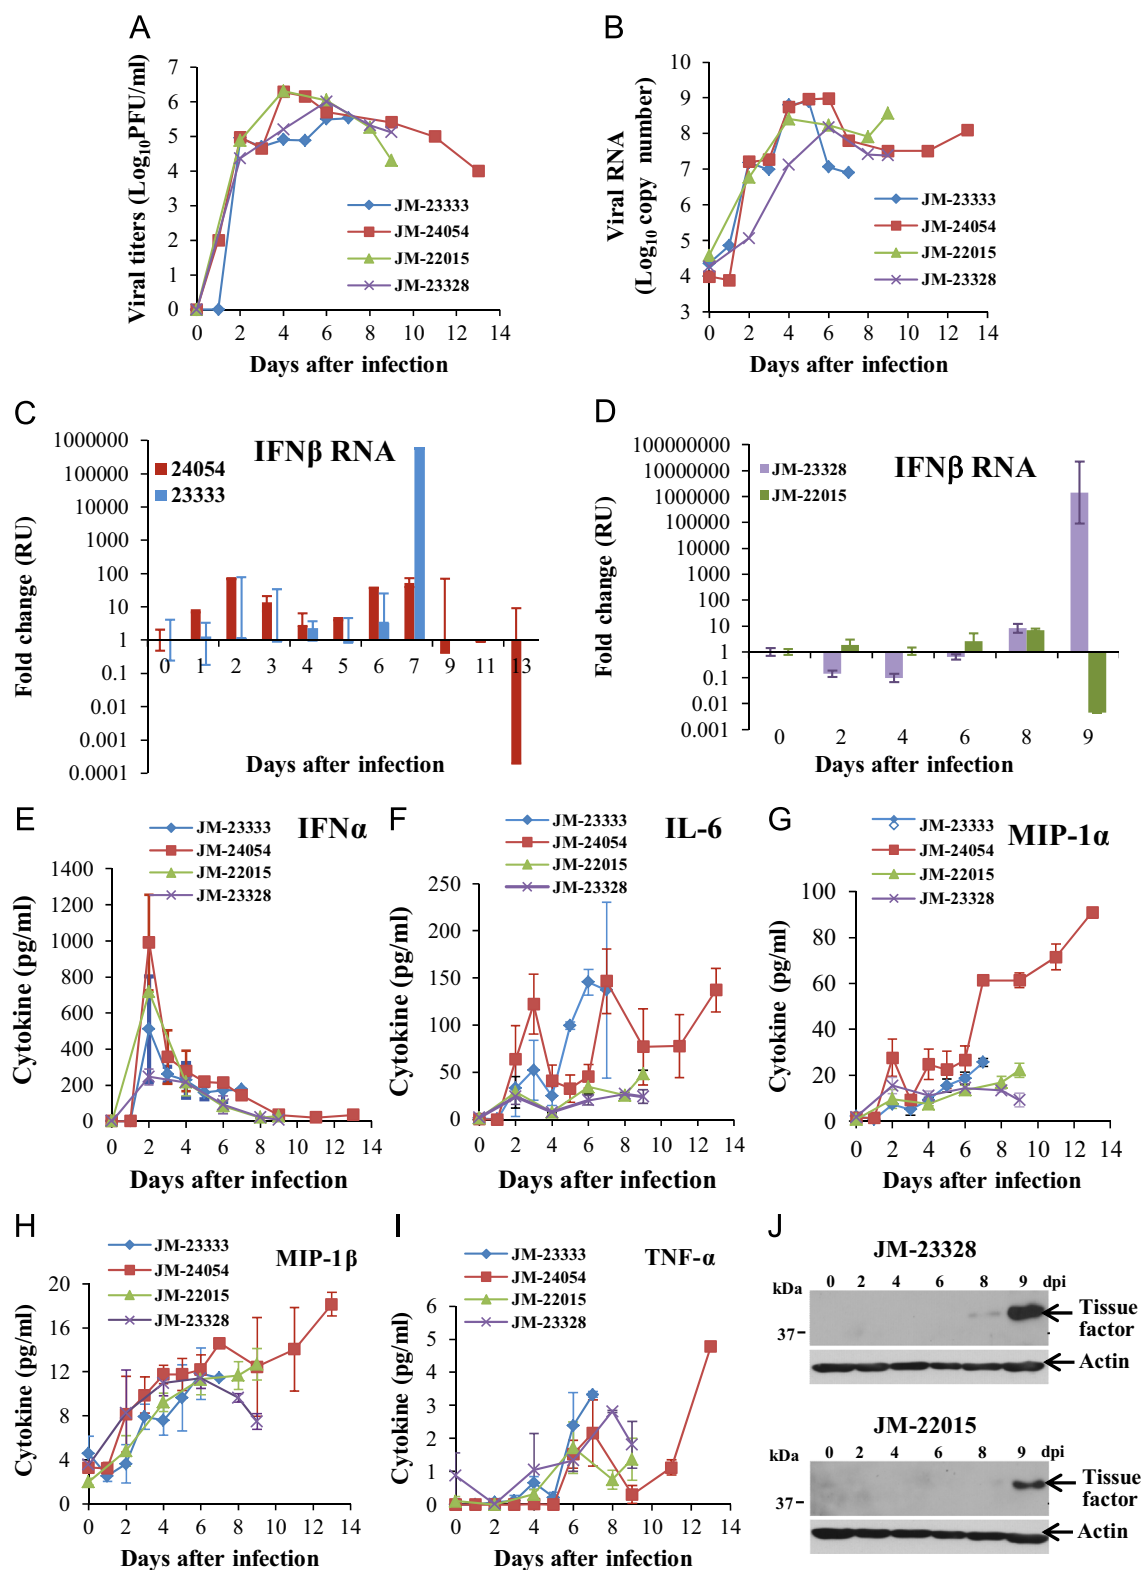 A
Viral titers (Log10PFU/ml)
7
6
5
4
3
2
1
0
0 2 4 6 8 10 12 14
Days after infection
JM-23333
JM-24054
JM-22015
JM-23328
B
Viral RNA
(Log10 copy number)
10
9
8
7
6
5
4
3
0 2 4 6 8 10 12 14
Days after infection
JM-23333
JM-24054
JM-22015
JM-23328
C
IFNβ RNA
24054
23333
Fold change (RU)
1000000
100000
10000
1000
100
10
1
0.1
0.01
0.001
0.0001
0 1 2 3 4 5 6 7 9 11 13
Days after infection
D
IFNβ RNA
JM-23328
JM-22015
Fold change (RU)
100000000
10000000
1000000
100000
10000
1000
100
10
1
0.1
0.01
0.001
0 2 4 6 8 9
Days after infection
E
IFNα
JM-23333
JM-24054
JM-22015
JM-23328
Cytokine (pg/ml)
1400
1200
1000
800
600
400
200
0
0 2 4 6 8 10 12 14
Days after infection
F
IL-6
JM-23333
JM-24054
JM-22015
JM-23328
Cytokine (pg/ml)
250
200
150
100
50
0
0 2 4 6 8 10 12 14
Days after infection
G
MIP-1α
JM-23333
JM-24054
JM-22015
JM-23328
Cytokine (pg/ml)
100
80
60
40
20
0
0 2 4 6 8 10 12 14
Days after infection
H
MIP-1β
JM-23333
JM-24054
JM-22015
JM-23328
Cytokine (pg/ml)
20
16
12
8
4
0
0 2 4 6 8 10 12 14
Days after infection
I
TNF-α
JM-23333
JM-24054
JM-22015
JM-23328
Cytokine (pg/ml)
6
5
4
3
2
1
0
0 2 4 6 8 10 12 14
Days after infection
J
JM-23328
kDa 0 2 4 6 8 9 dpi
37
Tissue
factor
Actin
JM-22015
kDa 0 2 4 6 8 9 dpi
37
Tissue
factor
Actin